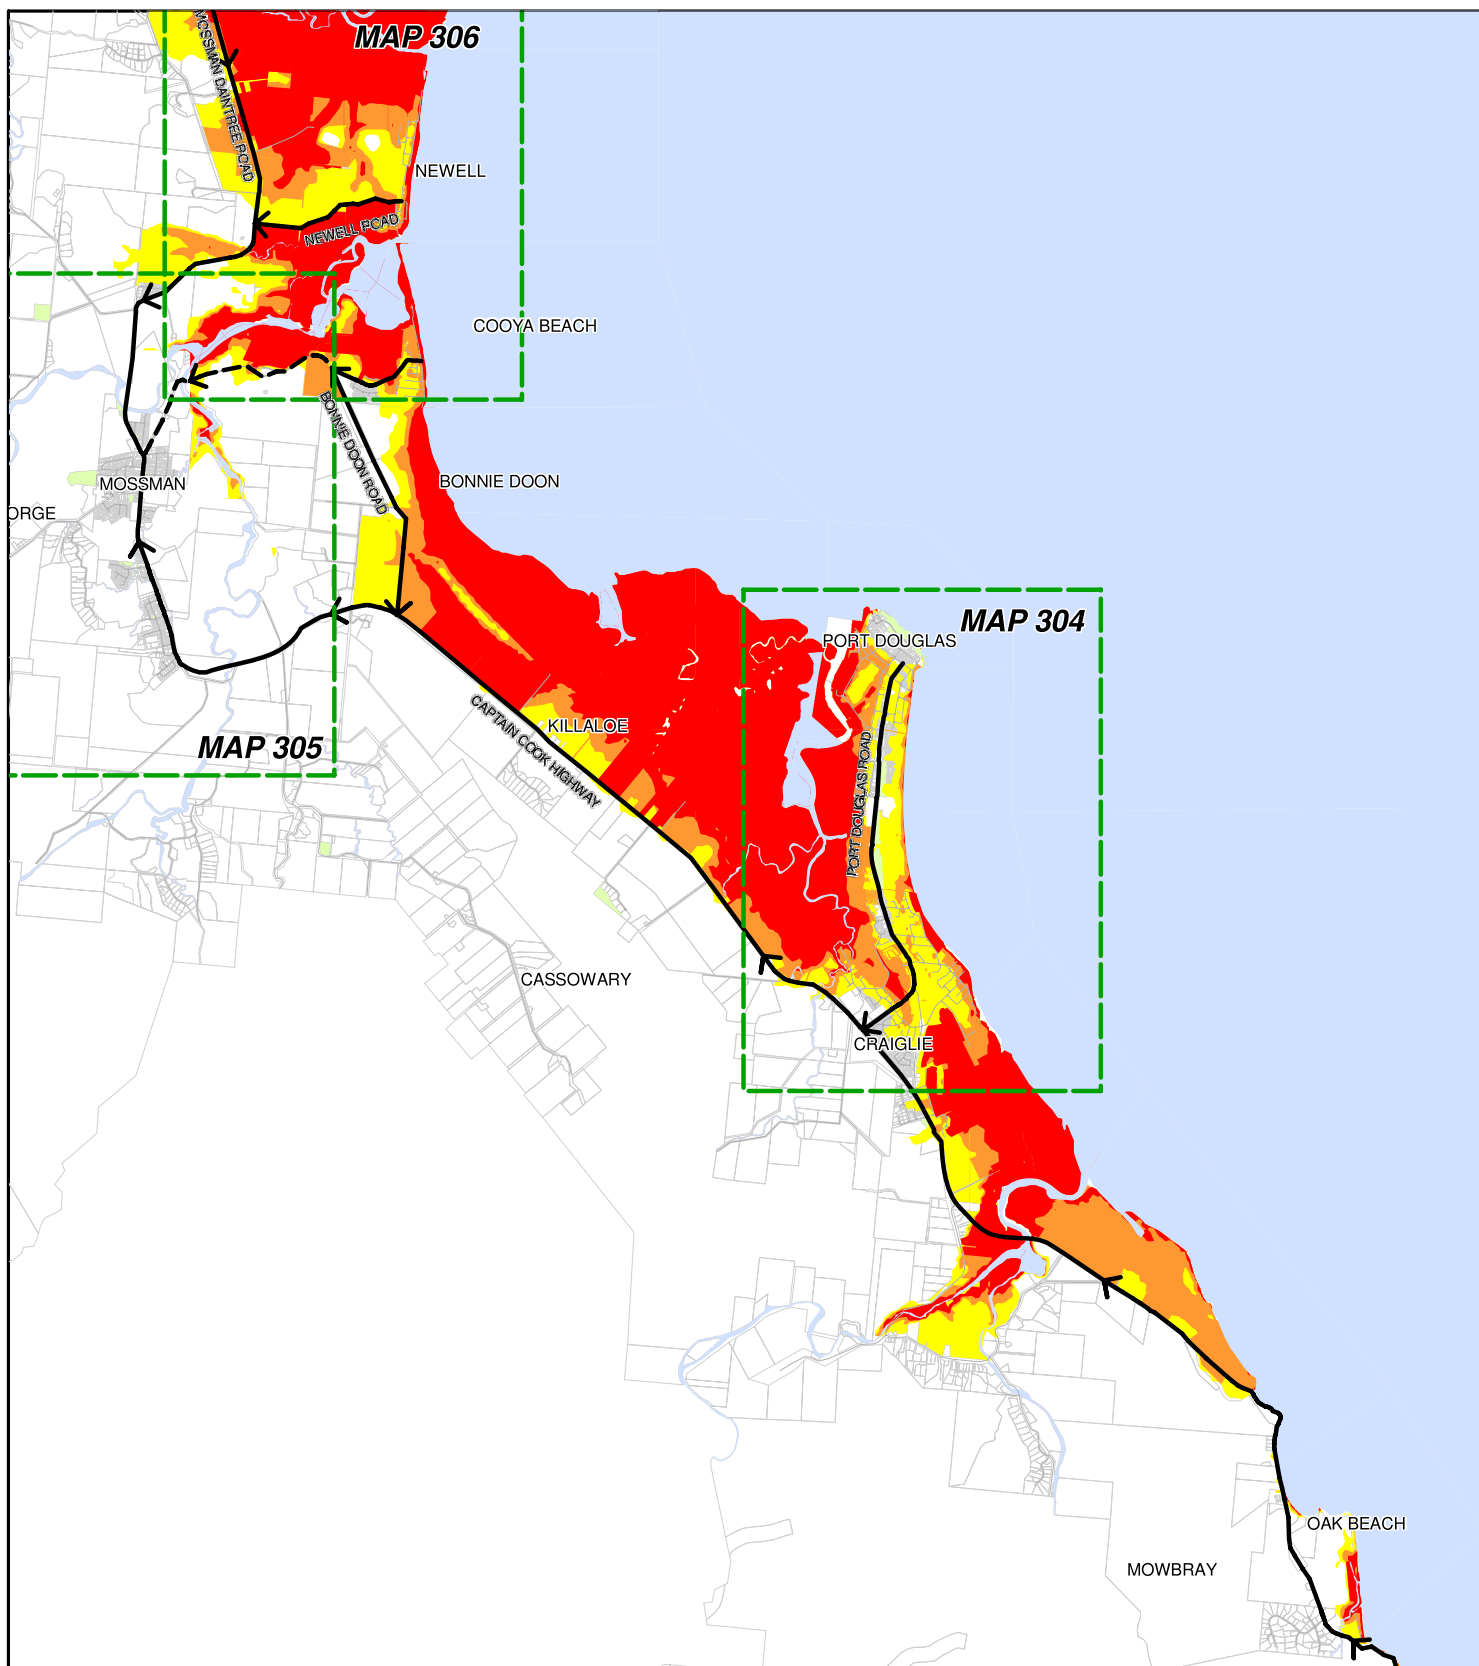 MAP 306
MOSSMAN DAINTREE ROAD
NEWELL
NEWELL ROAD
COOYA BEACH
BONNIE DOON ROAD
BONNIE DOON
MOSSMAN
ORGE
MAP 304
PORT DOUGLAS
KILLALOE
CAPTAIN COOK HIGHWAY
MAP 305
PORT DOUGLAS ROAD
CASSOWARY
CRAIGLIE
OAK BEACH
MOWBRAY